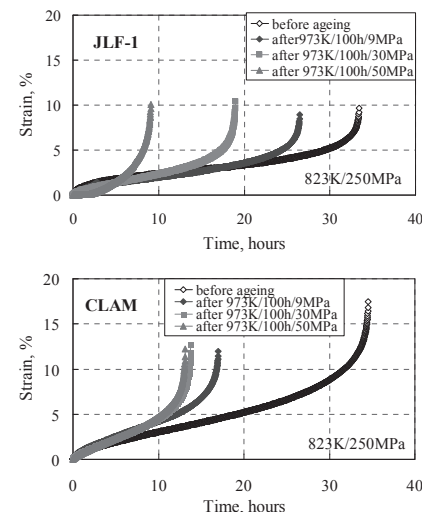 20
JLF-1
before ageing
after973K/100h/9MPa
after 973K/100h/30MPa
after 973K/100h/50MPa
15
Strain, %
10
5
823K/250MPa
0
0 10 20 30 40
Time, hours
20
CLAM
before ageing
after 973K/100h/9MPa
after 973K/100h/30MPa
after 973K/100h/50MPa
15
Strain, %
10
5
823K/250MPa
0
0 10 20 30 40
Time, hours